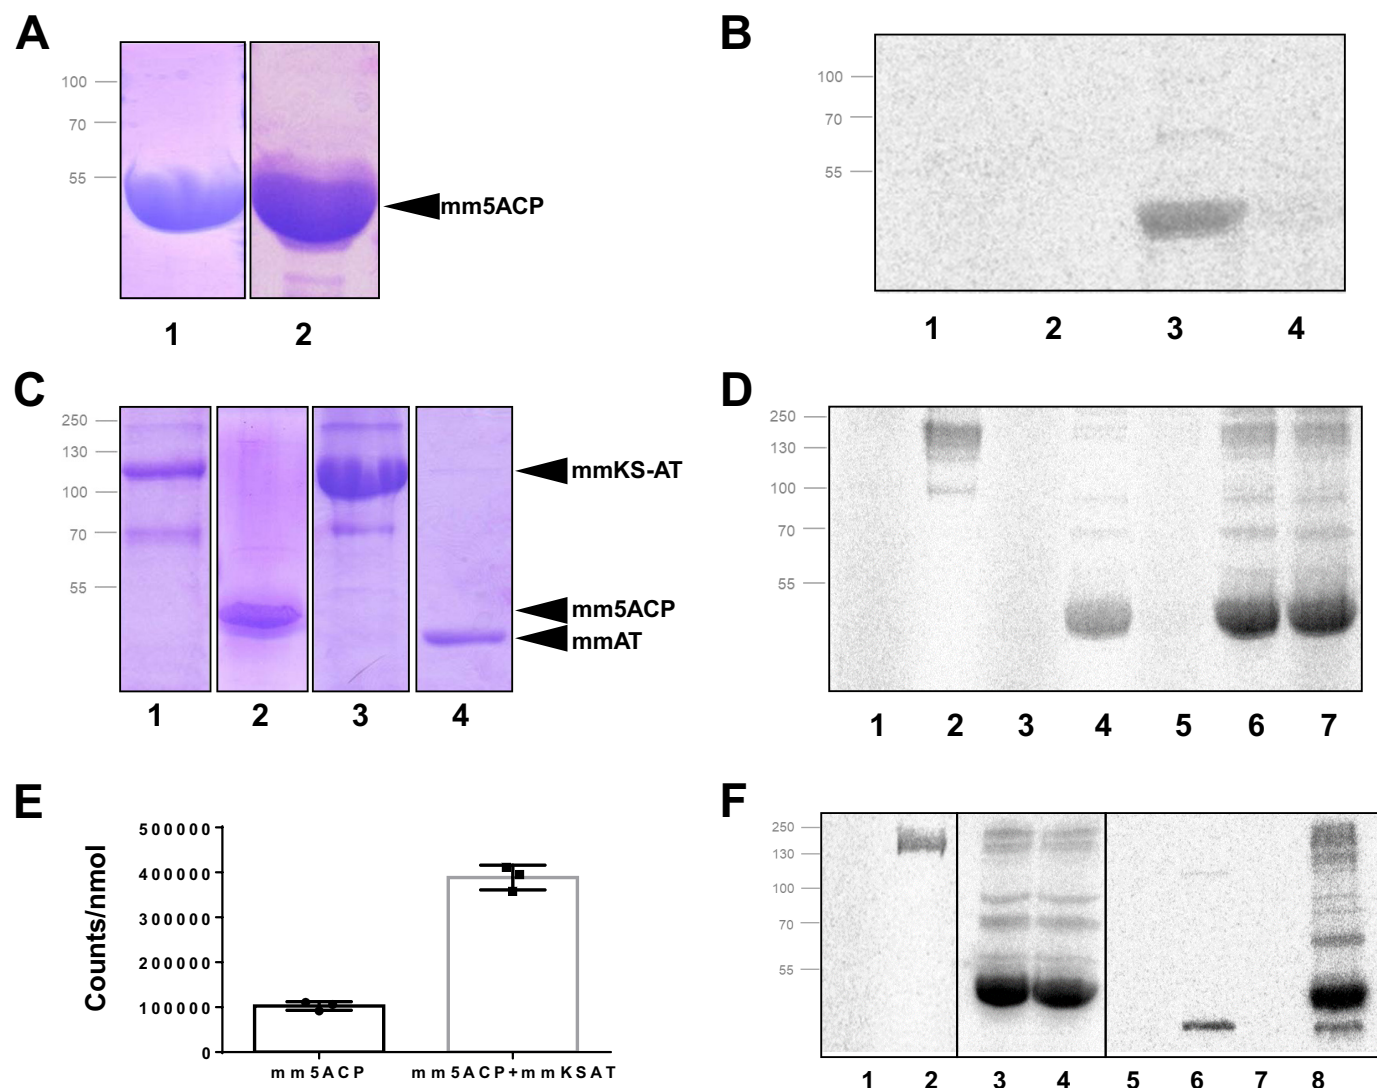 A
100
70
55
mm5ACP
1 2
B
100
70
55
1 2 3 4
C
250
130
100
70
55
mmKS-AT
mm5ACP
mmAT
1 2 3 4
D
250
130
100
70
55
1 2 3 4 5 6 7
E
Counts/nmol
500000
400000
300000
200000
100000
0
mm5ACP mm5ACP+mmKSAT
F
250
130
100
70
55
1 2 3 4 5 6 7 8